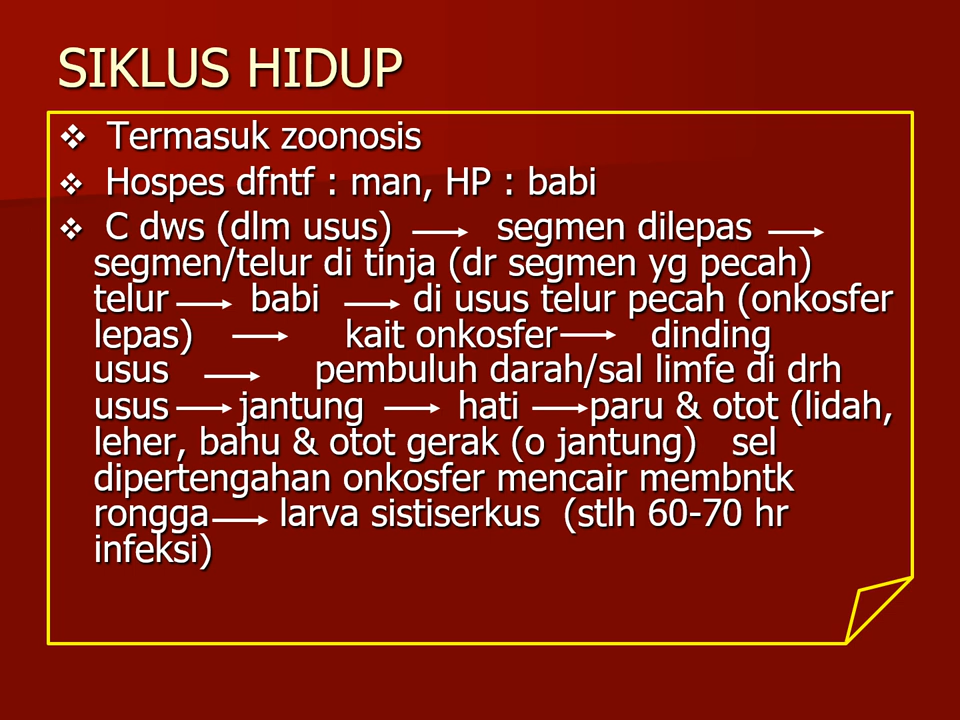 SIKLUS HIDUP
❖ Termasuk zoonosis
❖ Hospes dfntf : man, HP : babi
❖ C dws (dlm usus) → segmen dilepas →
segmen/telur di tinja (dr segmen yg pecah)
telur → babi → di usus telur pecah (onkosfer
lepas) → kait onkosfer → dinding
usus → pembuluh darah/sal limfe di drh
usus → jantung → hati → paru & otot (lidah,
leher, bahu & otot gerak (o jantung) sel
dipertengahan onkosfer mencair membntk
rongga → larva sistiserkus (stlh 60-70 hr
infeksi)